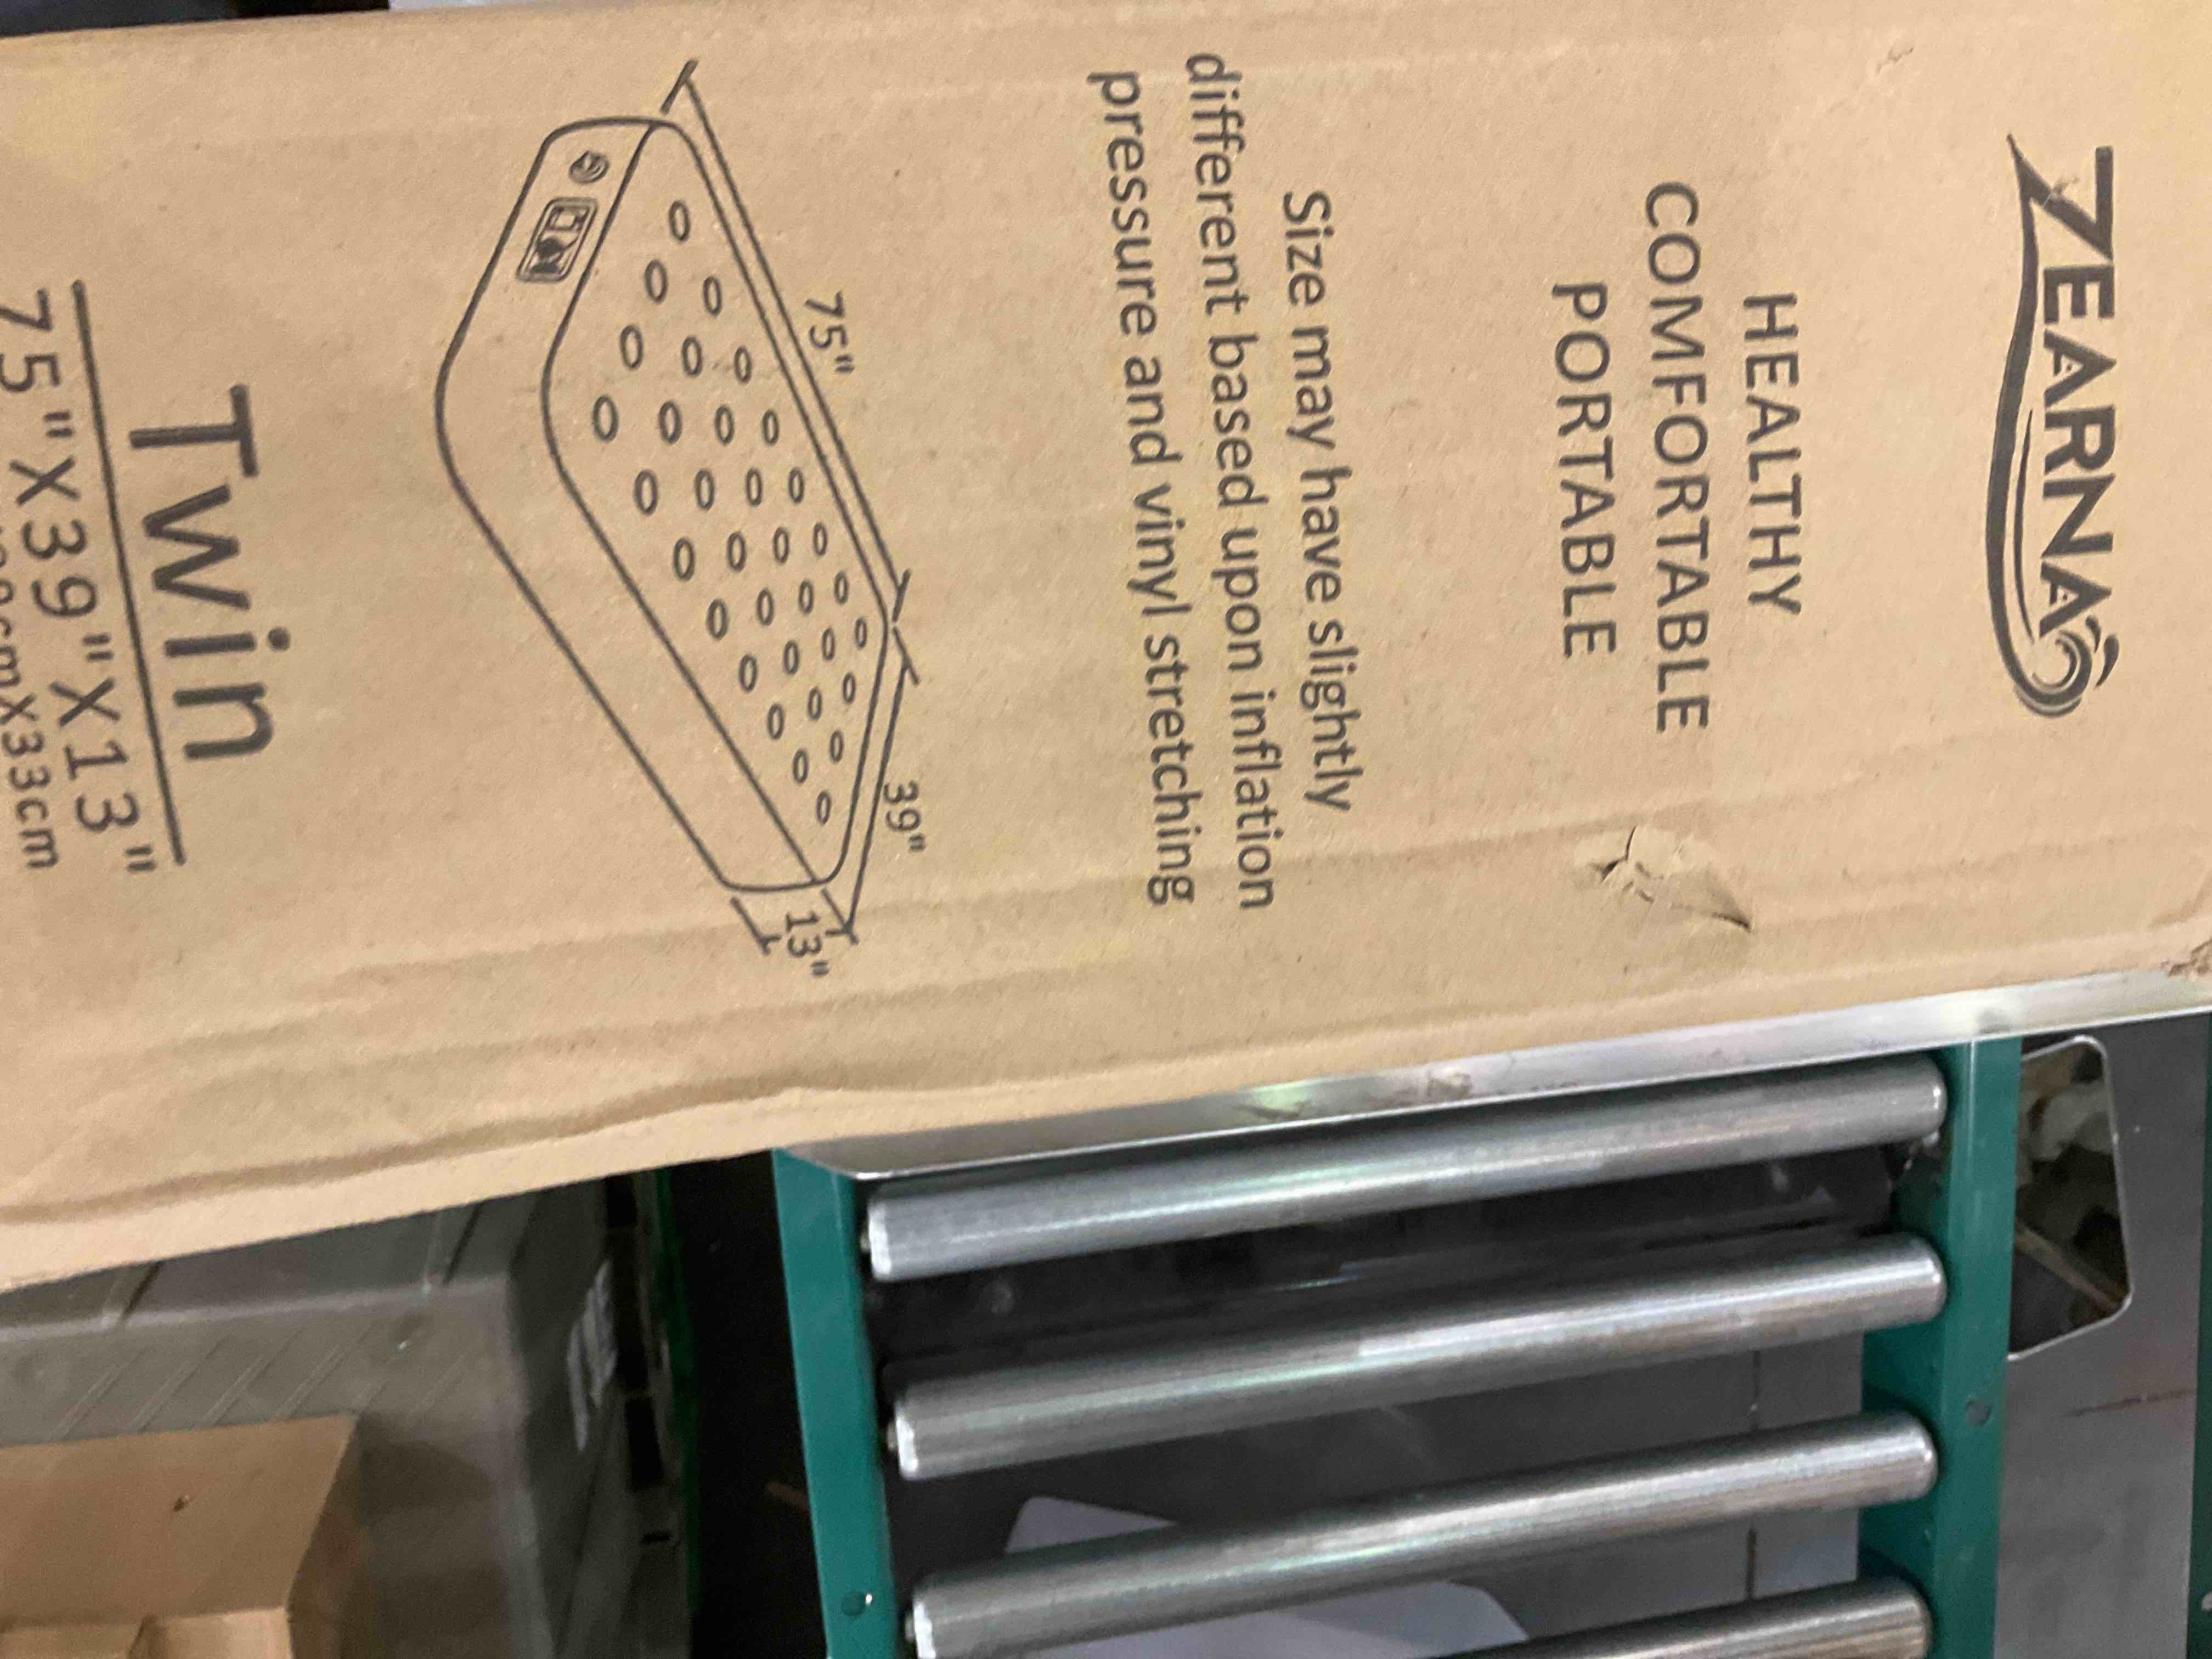 ZEARNA
HEALTHY
COMFORTABLE
PORTABLE
Size may have slightly
different based upon inflation
pressure and vinyl stretching
75"
39"
13"
Twin
75"X39"X13"
cmX33cm